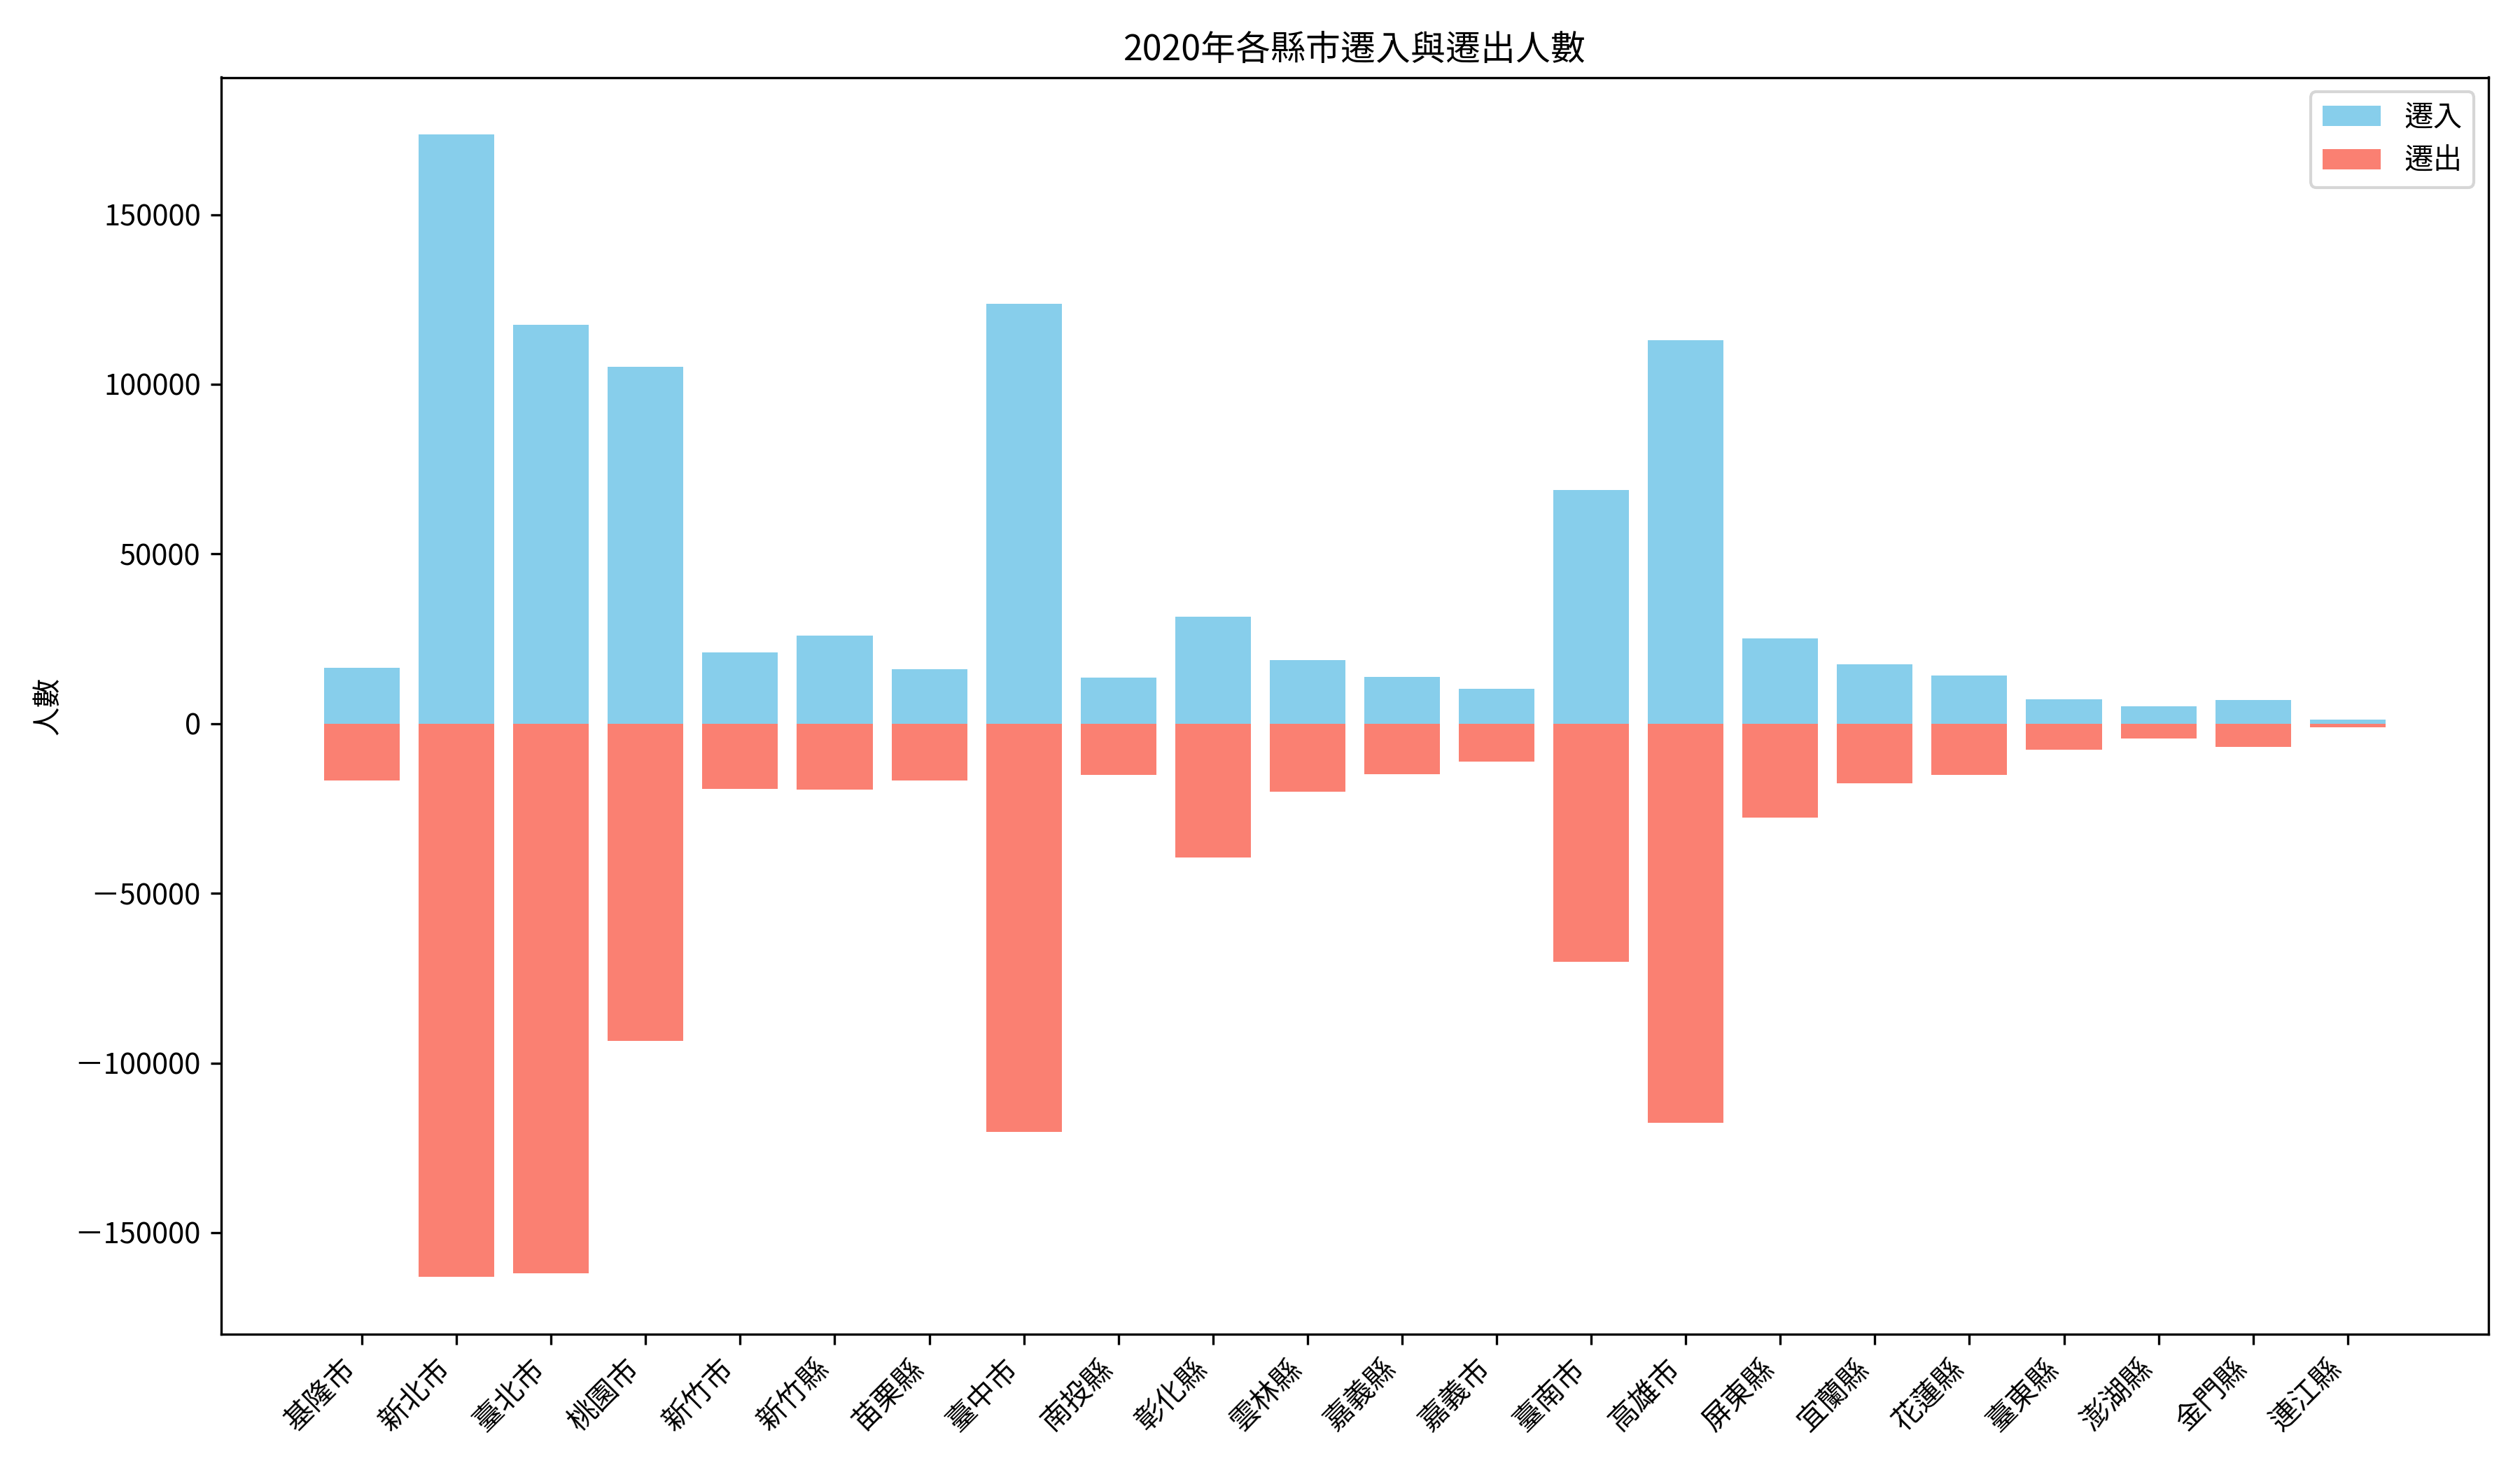 2020年各縣市遷入與遷出人數
遷入
遷出
人數
150000
100000
50000
0
−50000
−100000
−150000
基隆市
新北市
臺北市
桃園市
新竹市
新竹縣
苗栗縣
臺中市
南投縣
彰化縣
雲林縣
嘉義縣
嘉義市
臺南市
高雄市
屏東縣
宜蘭縣
花蓮縣
臺東縣
澎湖縣
金門縣
連江縣